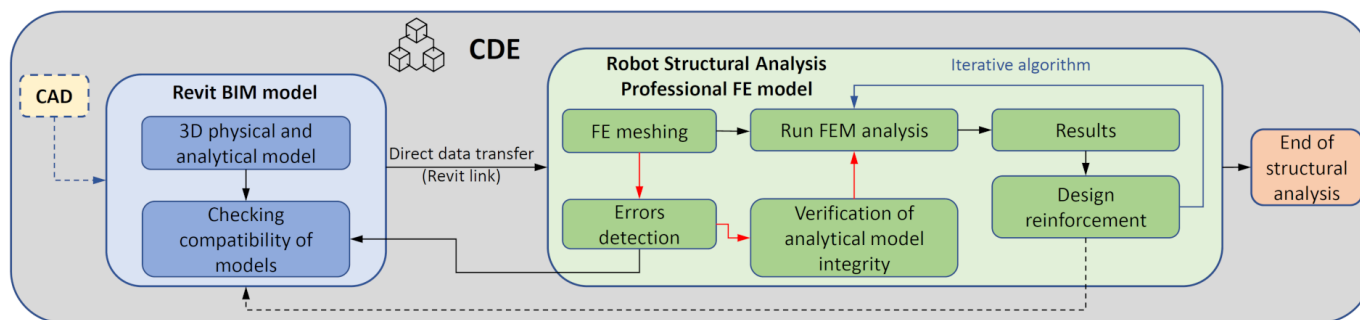 CDE
CAD
Revit BIM model
3D physical and
analytical model
Checking
compatibility of
models
Direct data transfer
(Revit link)
Robot Structural Analysis
Professional FE model
Iterative algorithm
FE meshing
Run FEM analysis
Results
Errors
detection
Verification of
analytical model
integrity
Design
reinforcement
End of
structural
analysis